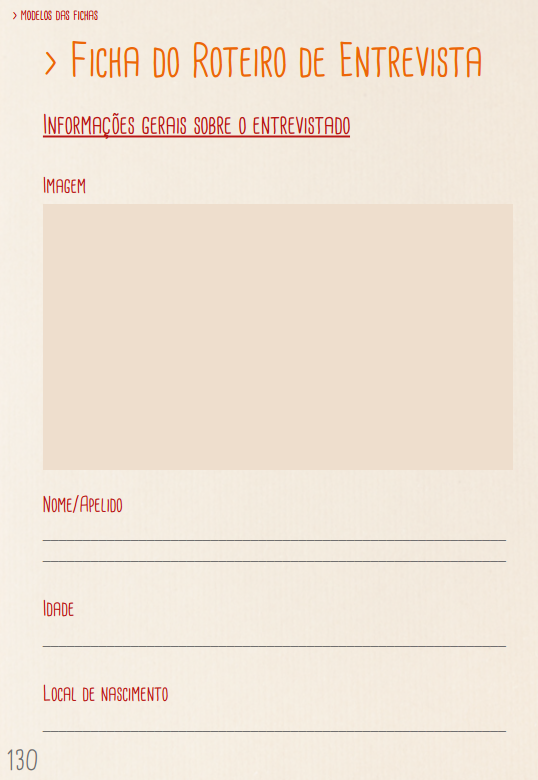 > Modelos das fichas
> Ficha do Roteiro de Entrevista
Informações gerais sobre o entrevistado
Imagem
Nome/Apelido
Idade
Local de nascimento
130